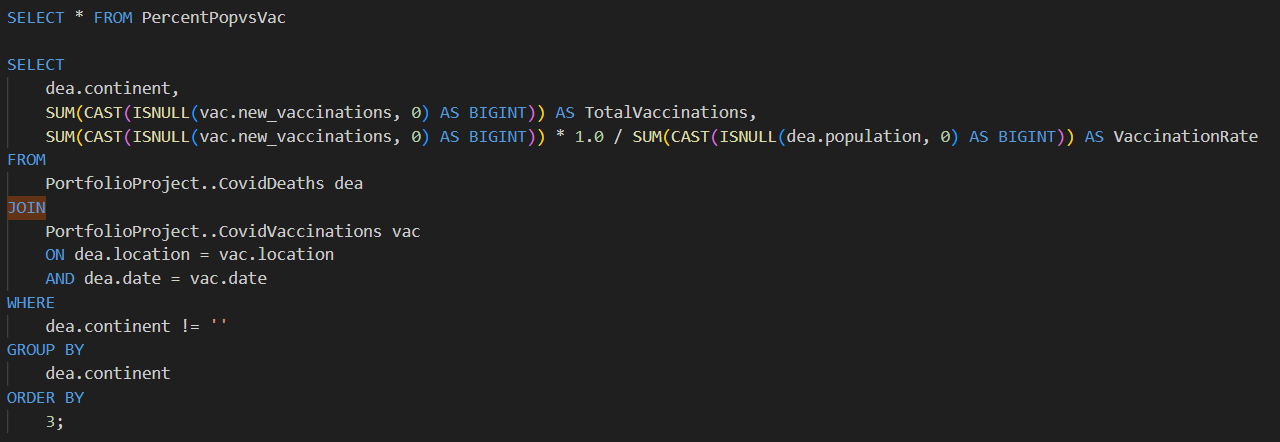 SELECT * FROM PercentPopvsVac
SELECT
dea.continent,
SUM(CAST(ISNULL(vac.new_vaccinations, 0) AS BIGINT)) AS TotalVaccinations,
SUM(CAST(ISNULL(vac.new_vaccinations, 0) AS BIGINT)) * 1.0 / SUM(CAST(ISNULL(dea.population, 0) AS BIGINT)) AS VaccinationRate
FROM
PortfolioProject..CovidDeaths dea
JOIN
PortfolioProject..CovidVaccinations vac
ON dea.location = vac.location
AND dea.date = vac.date
WHERE
dea.continent != ''
GROUP BY
dea.continent
ORDER BY
3;